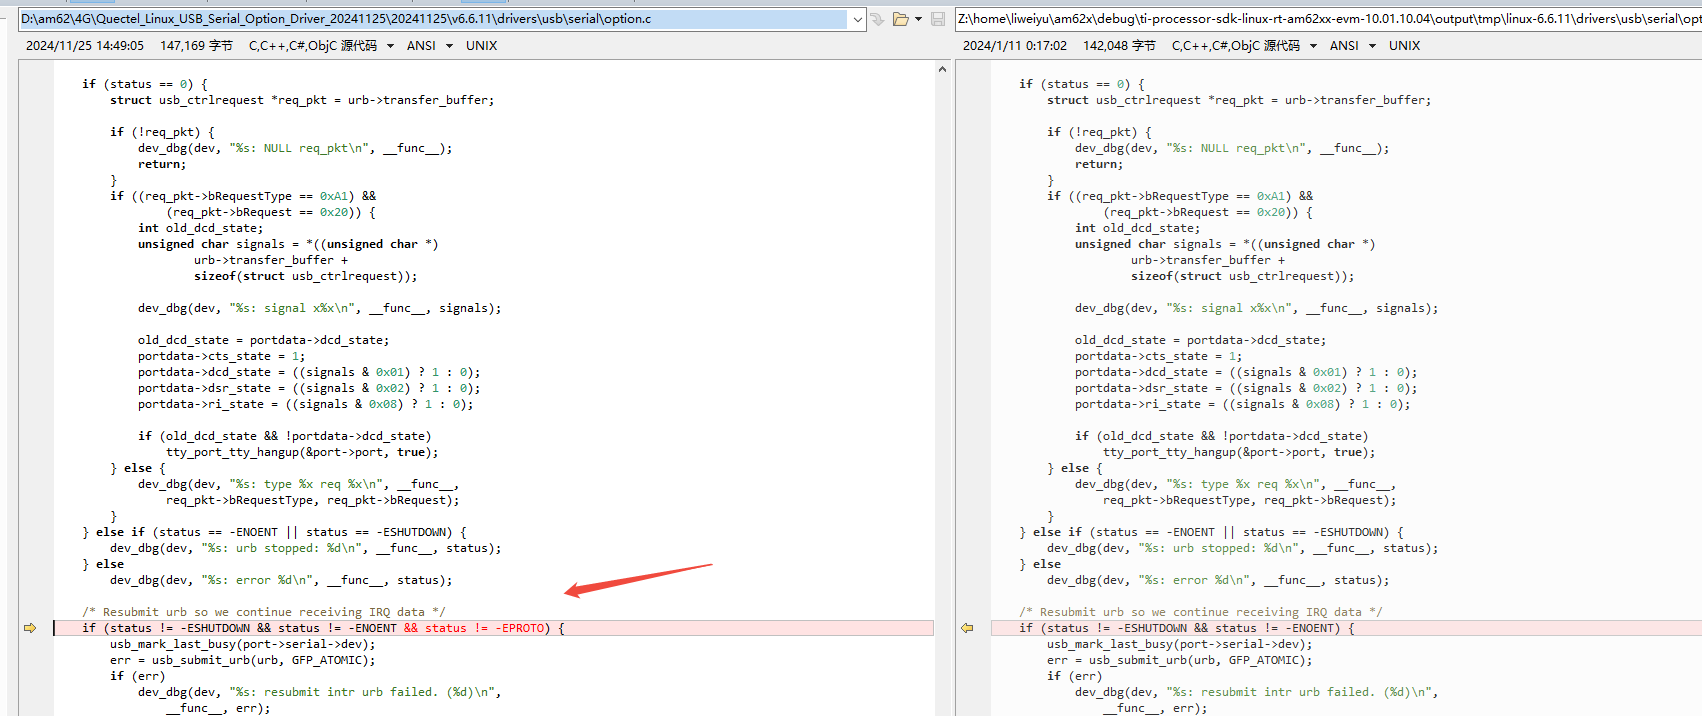 D:\am62\4G\Quectel_Linux_USB_Serial_Option_Driver_20241125\20241125\v6.6.11\drivers\usb\serial\option.c
2024/11/25 14:49:05 147,169 字节 C,C++,C#,ObjC 源代码 ANSI UNIX
if (status == 0) {
struct usb_ctrlrequest *req_pkt = urb->transfer_buffer;
if (!req_pkt) {
dev_dbg(dev, "%s: NULL req_pkt\n", __func__);
return;
}
if ((req_pkt->bRequestType == 0xA1) &&
(req_pkt->bRequest == 0x20)) {
int old_dcd_state;
unsigned char signals = *((unsigned char *)
urb->transfer_buffer +
sizeof(struct usb_ctrlrequest));
dev_dbg(dev, "%s: signal x%x\n", __func__, signals);
old_dcd_state = portdata->dcd_state;
portdata->cts_state = 1;
portdata->dcd_state = ((signals & 0x01) ? 1 : 0);
portdata->dsr_state = ((signals & 0x02) ? 1 : 0);
portdata->ri_state = ((signals & 0x08) ? 1 : 0);
if (old_dcd_state && !portdata->dcd_state)
tty_port_tty_hangup(&port->port, true);
} else {
dev_dbg(dev, "%s: type %x req %x\n", __func__,
req_pkt->bRequestType, req_pkt->bRequest);
}
} else if (status == -ENOENT || status == -ESHUTDOWN) {
dev_dbg(dev, "%s: urb stopped: %d\n", __func__, status);
} else
dev_dbg(dev, "%s: error %d\n", __func__, status);
/* Resubmit urb so we continue receiving IRQ data */
if (status != -ESHUTDOWN && status != -ENOENT && status != -EPROTO) {
usb_mark_last_busy(port->serial->dev);
err = usb_submit_urb(urb, GFP_ATOMIC);
if (err)
dev_dbg(dev, "%s: resubmit intr urb failed. (%d)\n",
__func__, err);
Z:\home\liweiyu\am62x\debug\ti-processor-sdk-linux-rt-am62xx-evm-10.01.10.04\output\tmp\linux-6.6.11\drivers\usb\serial\opt
2024/1/11 0:17:02 142,048 字节 C,C++,C#,ObjC 源代码 ANSI UNIX
if (status == 0) {
struct usb_ctrlrequest *req_pkt = urb->transfer_buffer;
if (!req_pkt) {
dev_dbg(dev, "%s: NULL req_pkt\n", __func__);
return;
}
if ((req_pkt->bRequestType == 0xA1) &&
(req_pkt->bRequest == 0x20)) {
int old_dcd_state;
unsigned char signals = *((unsigned char *)
urb->transfer_buffer +
sizeof(struct usb_ctrlrequest));
dev_dbg(dev, "%s: signal x%x\n", __func__, signals);
old_dcd_state = portdata->dcd_state;
portdata->cts_state = 1;
portdata->dcd_state = ((signals & 0x01) ? 1 : 0);
portdata->dsr_state = ((signals & 0x02) ? 1 : 0);
portdata->ri_state = ((signals & 0x08) ? 1 : 0);
if (old_dcd_state && !portdata->dcd_state)
tty_port_tty_hangup(&port->port, true);
} else {
dev_dbg(dev, "%s: type %x req %x\n", __func__,
req_pkt->bRequestType, req_pkt->bRequest);
}
} else if (status == -ENOENT || status == -ESHUTDOWN) {
dev_dbg(dev, "%s: urb stopped: %d\n", __func__, status);
} else
dev_dbg(dev, "%s: error %d\n", __func__, status);
/* Resubmit urb so we continue receiving IRQ data */
if (status != -ESHUTDOWN && status != -ENOENT) {
usb_mark_last_busy(port->serial->dev);
err = usb_submit_urb(urb, GFP_ATOMIC);
if (err)
dev_dbg(dev, "%s: resubmit intr urb failed. (%d)\n",
__func__, err);